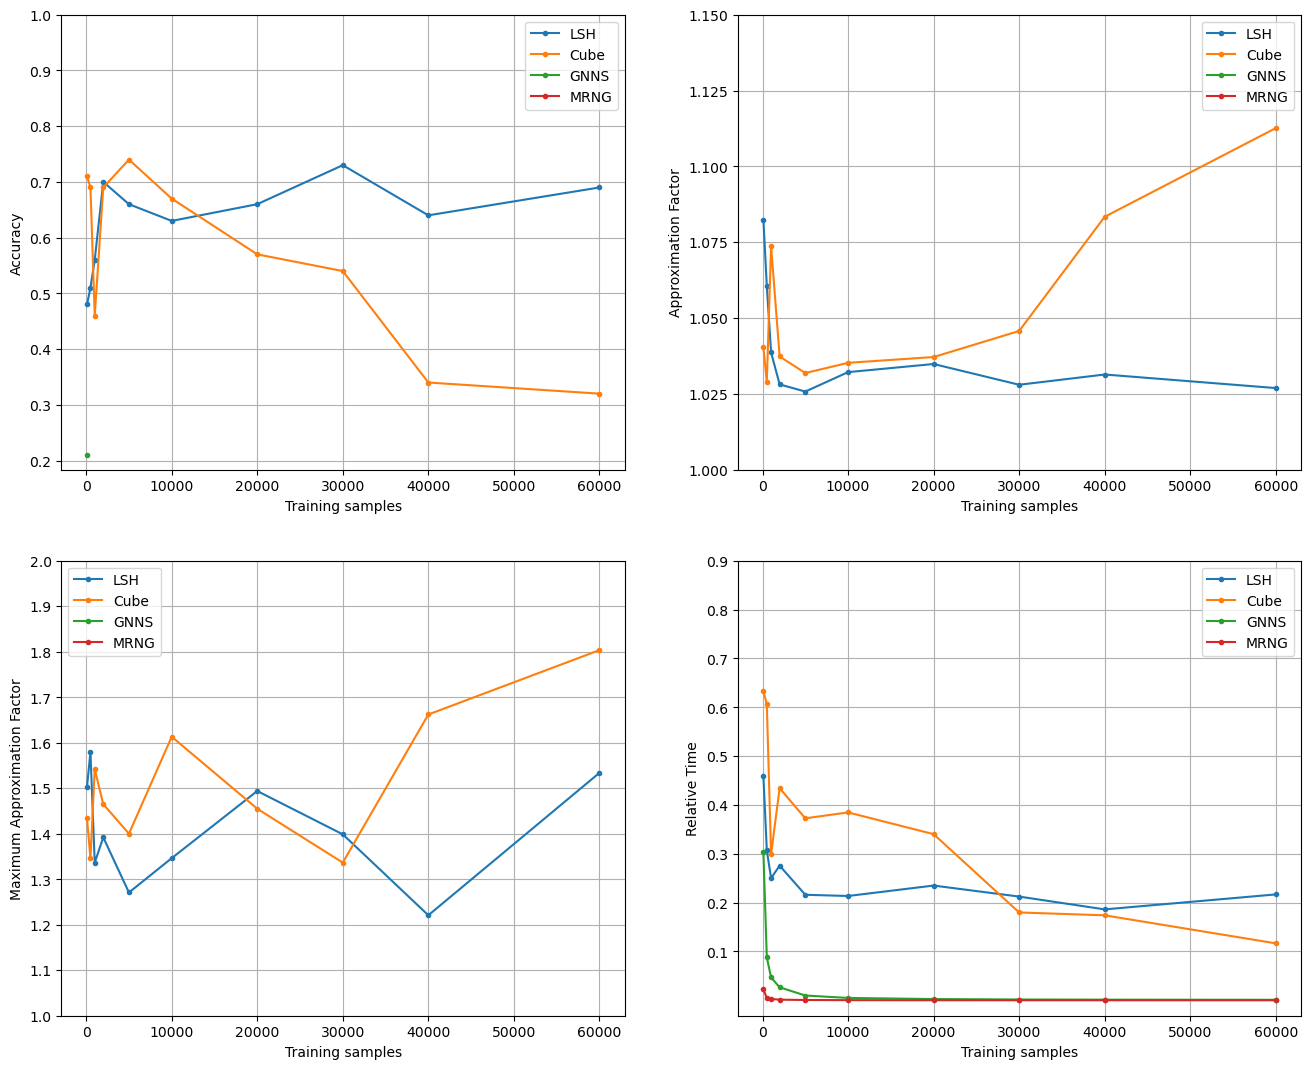 1.0
0.9
0.8
0.7
0.6
0.5
0.4
0.3
0.2
Accuracy
LSH
Cube
GNNS
MRNG
0 10000 20000 30000 40000 50000 60000
Training samples
1.150
1.125
1.100
1.075
1.050
1.025
1.000
Approximation Factor
LSH
Cube
GNNS
MRNG
0 10000 20000 30000 40000 50000 60000
Training samples
2.0
1.9
1.8
1.7
1.6
1.5
1.4
1.3
1.2
1.1
1.0
Maximum Approximation Factor
LSH
Cube
GNNS
MRNG
0 10000 20000 30000 40000 50000 60000
Training samples
0.9
0.8
0.7
0.6
0.5
0.4
0.3
0.2
0.1
Relative Time
LSH
Cube
GNNS
MRNG
0 10000 20000 30000 40000 50000 60000
Training samples